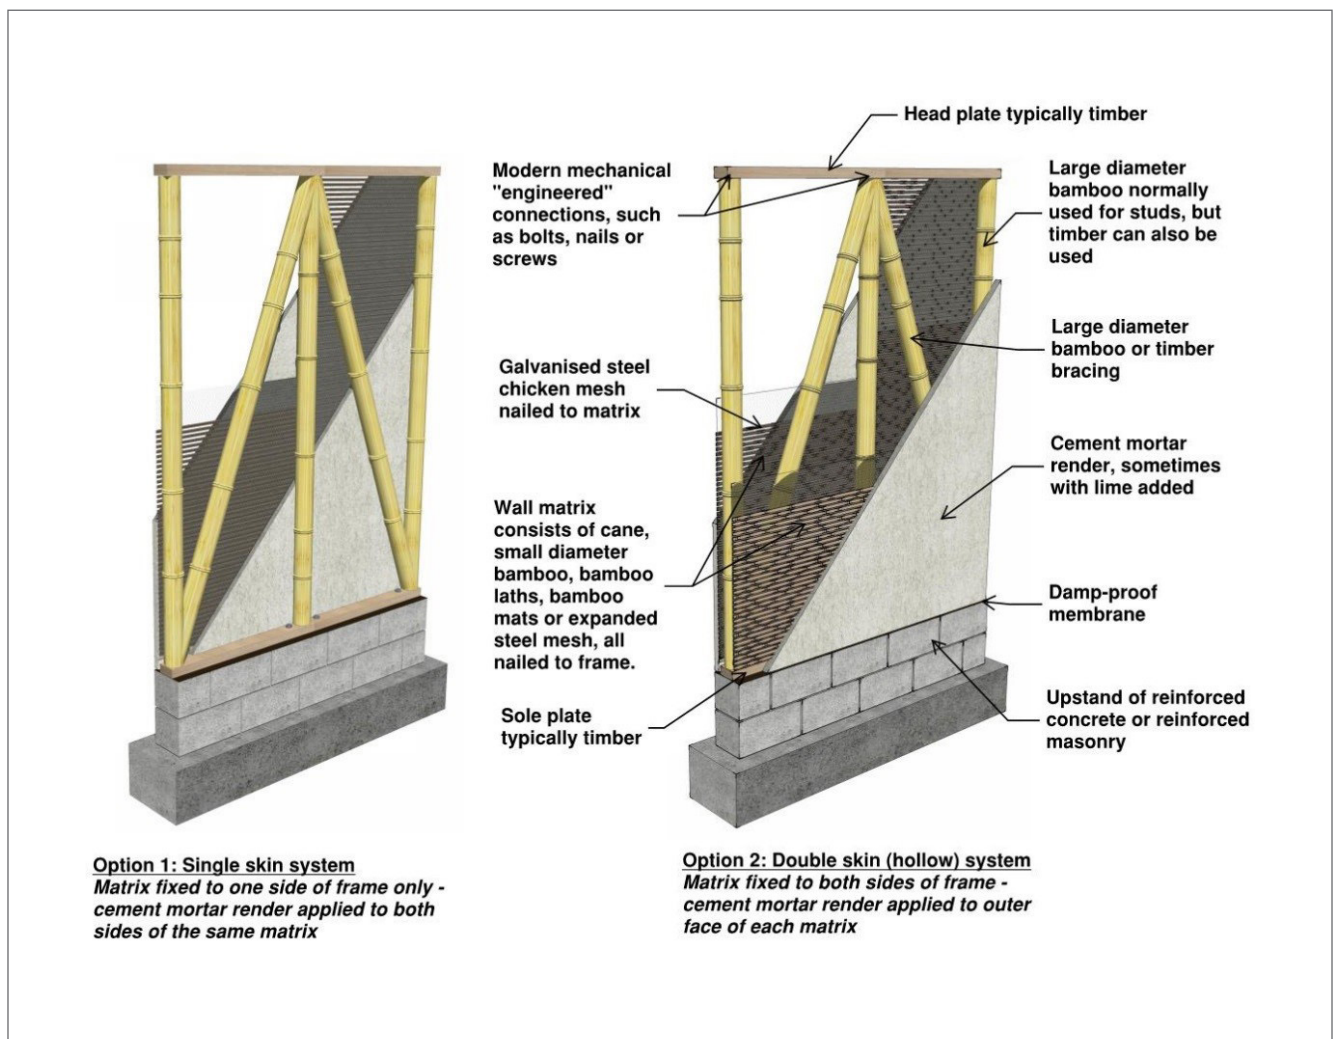 Head plate typically timber
Modern mechanical
"engineered"
connections, such
as bolts, nails or
screws
Large diameter
bamboo normally
used for studs, but
timber can also be
used
Large diameter
bamboo or timber
bracing
Galvanised steel
chicken mesh
nailed to matrix
Cement mortar
render, sometimes
with lime added
Wall matrix
consists of cane,
small diameter
bamboo, bamboo
laths, bamboo
mats or expanded
steel mesh, all
nailed to frame.
Damp-proof
membrane
Sole plate
typically timber
Upstand of reinforced
concrete or reinforced
masonry
Option 1: Single skin system
Matrix fixed to one side of frame only -
cement mortar render applied to both
sides of the same matrix
Option 2: Double skin (hollow) system
Matrix fixed to both sides of frame -
cement mortar render applied to outer
face of each matrix